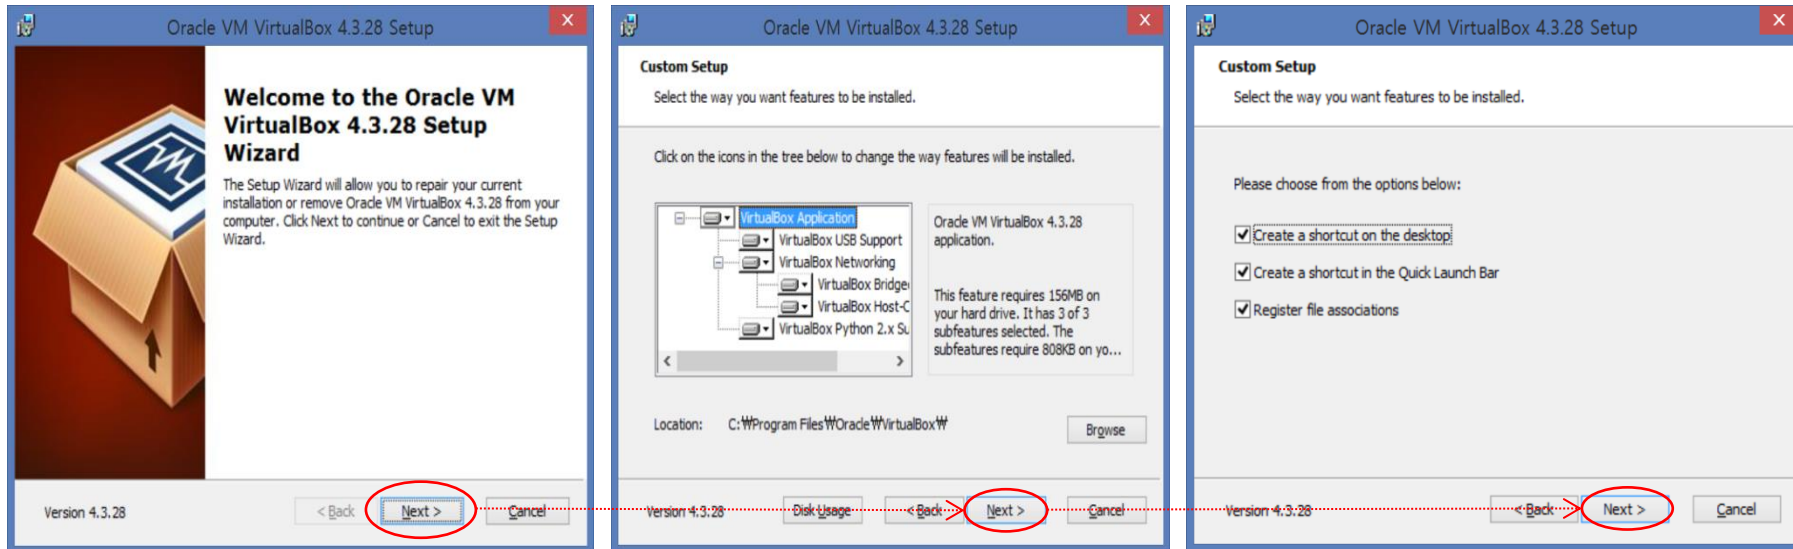 Oracle VM VirtualBox 4.3.28 Setup
X
Welcome to the Oracle VM
VirtualBox 4.3.28 Setup
Wizard
The Setup Wizard will allow you to repair your current
installation or remove Oracle VM VirtualBox 4.3.28 from your
computer. Click Next to continue or Cancel to exit the Setup
Wizard.
Version 4.3.28
< Back
Next >
Cancel
Oracle VM VirtualBox 4.3.28 Setup
X
Custom Setup
Select the way you want features to be installed.
Click on the icons in the tree below to change the way features will be installed.
VirtualBox Application
VirtualBox USB Support
VirtualBox Networking
VirtualBox Bridge
VirtualBox Host-C
VirtualBox Python 2.x Su
Oracle VM VirtualBox 4.3.28
application.
This feature requires 156MB on
your hard drive. It has 3 of 3
subfeatures selected. The
subfeatures require 808KB on yo...
Location: C:₩Program Files₩Oracle₩VirtualBox₩
Browse
Version 4.3.28
Disk Usage
< Back
Next >
Cancel
Oracle VM VirtualBox 4.3.28 Setup
X
Custom Setup
Select the way you want features to be installed.
Please choose from the options below:
Create a shortcut on the desktop
Create a shortcut in the Quick Launch Bar
Register file associations
Version 4.3.28
< Back
Next >
Cancel